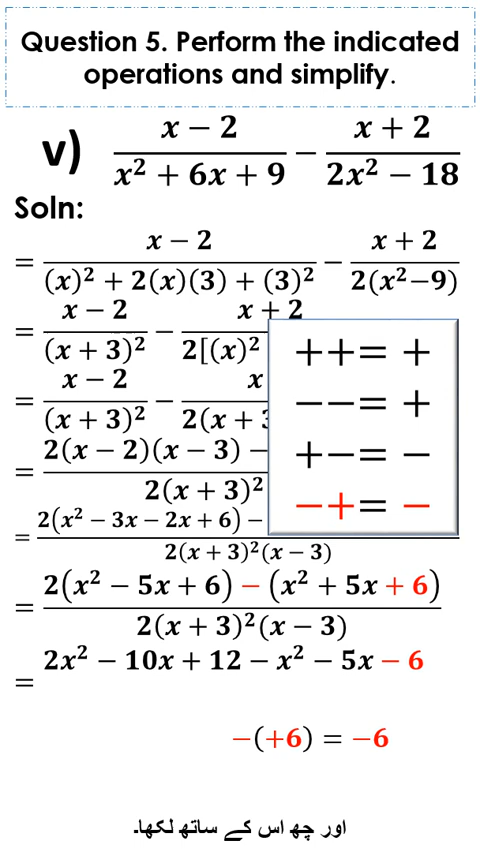 Question 5. Perform the indicated
operations and simplify.
v) (x − 2)/(x² + 6x + 9) − (x + 2)/(2x² − 18)
Soln:
= (x − 2)/((x)² + 2(x)(3) + (3)²) − (x + 2)/(2(x²−9))
= (x − 2)/((x + 3)²) − (x + 2)/(2[(x)²
= (x − 2)/((x + 3)²) − x/(2(x + 3
= 2(x − 2)(x − 3) − / 2(x + 3)²
= 2(x² − 3x − 2x + 6) − / 2(x + 3)²(x − 3)
= (2(x² − 5x + 6) − (x² + 5x + 6))/(2(x + 3)²(x − 3))
= 2x² − 10x + 12 − x² − 5x − 6
++= +
−−= +
+−= −
−+= −
−(+6) = −6
اور چھ اس کے ساتھ لکھا۔